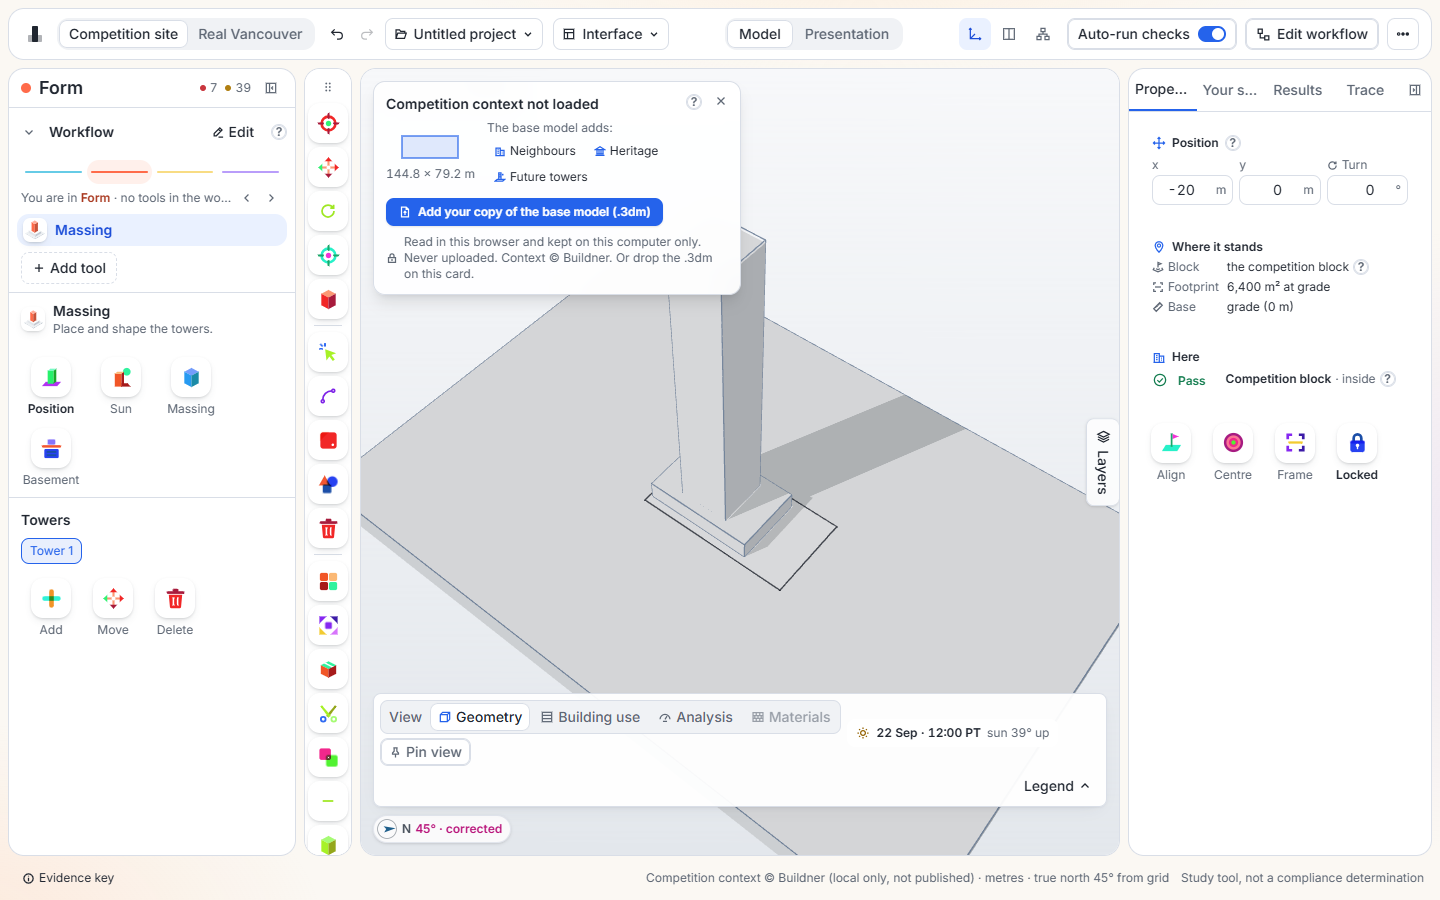 Competition site
Real Vancouver
Untitled project
Interface
Model
Presentation
Auto-run checks
Edit workflow
Form
7
39
Workflow
Edit
?
You are in Form · no tools in the wo...
Massing
+ Add tool
Massing
Place and shape the towers.
Position
Sun
Massing
Basement
Towers
Tower 1
Add
Move
Delete
Competition context not loaded
?
144.8 × 79.2 m
The base model adds:
Neighbours
Heritage
Future towers
Add your copy of the base model (.3dm)
Read in this browser and kept on this computer only.
Never uploaded. Context © Buildner. Or drop the .3dm
on this card.
Layers
View
Geometry
Building use
Analysis
Materials
Pin view
22 Sep · 12:00 PT sun 39° up
Legend
N 45° · corrected
Prope...
Your s...
Results
Trace
Position ?
x
y
Turn
-20 m
0 m
0 °
Where it stands
Block the competition block ?
Footprint 6,400 m² at grade
Base grade (0 m)
Here
Pass Competition block · inside ?
Align
Centre
Frame
Locked
Evidence key
Competition context © Buildner (local only, not published) · metres · true north 45° from grid
Study tool, not a compliance determination